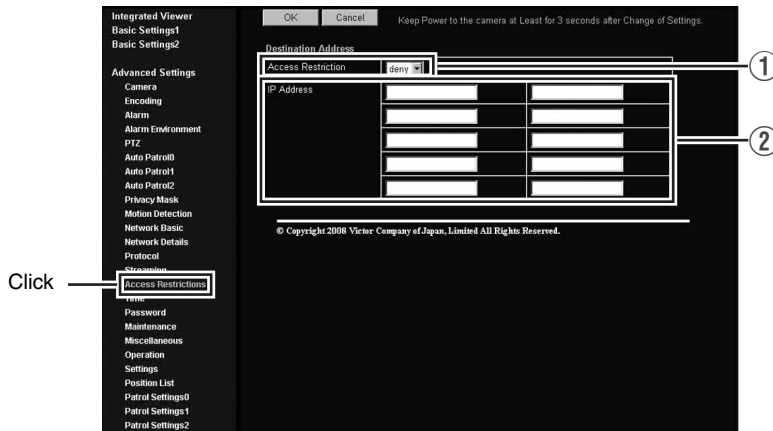 Integrated Viewer
Basic Settings1
Basic Settings2
Advanced Settings
Camera
Encoding
Alarm
Alarm Environment
PTZ
Auto Patrol0
Auto Patrol1
Auto Patrol2
Privacy Mask
Motion Detection
Network Basic
Network Details
Protocol
Streaming
Access Restrictions
Time
Password
Maintenance
Miscellaneous
Operation
Settings
Position List
Patrol Settings0
Patrol Settings1
Patrol Settings2
Click
OK Cancel Keep Power to the camera at Least for 3 seconds after Change of Settings.
Destination Address
Access Restriction deny
①
IP Address
②
© Copyright 2008 Victor Company of Japan, Limited All Rights Reserved.